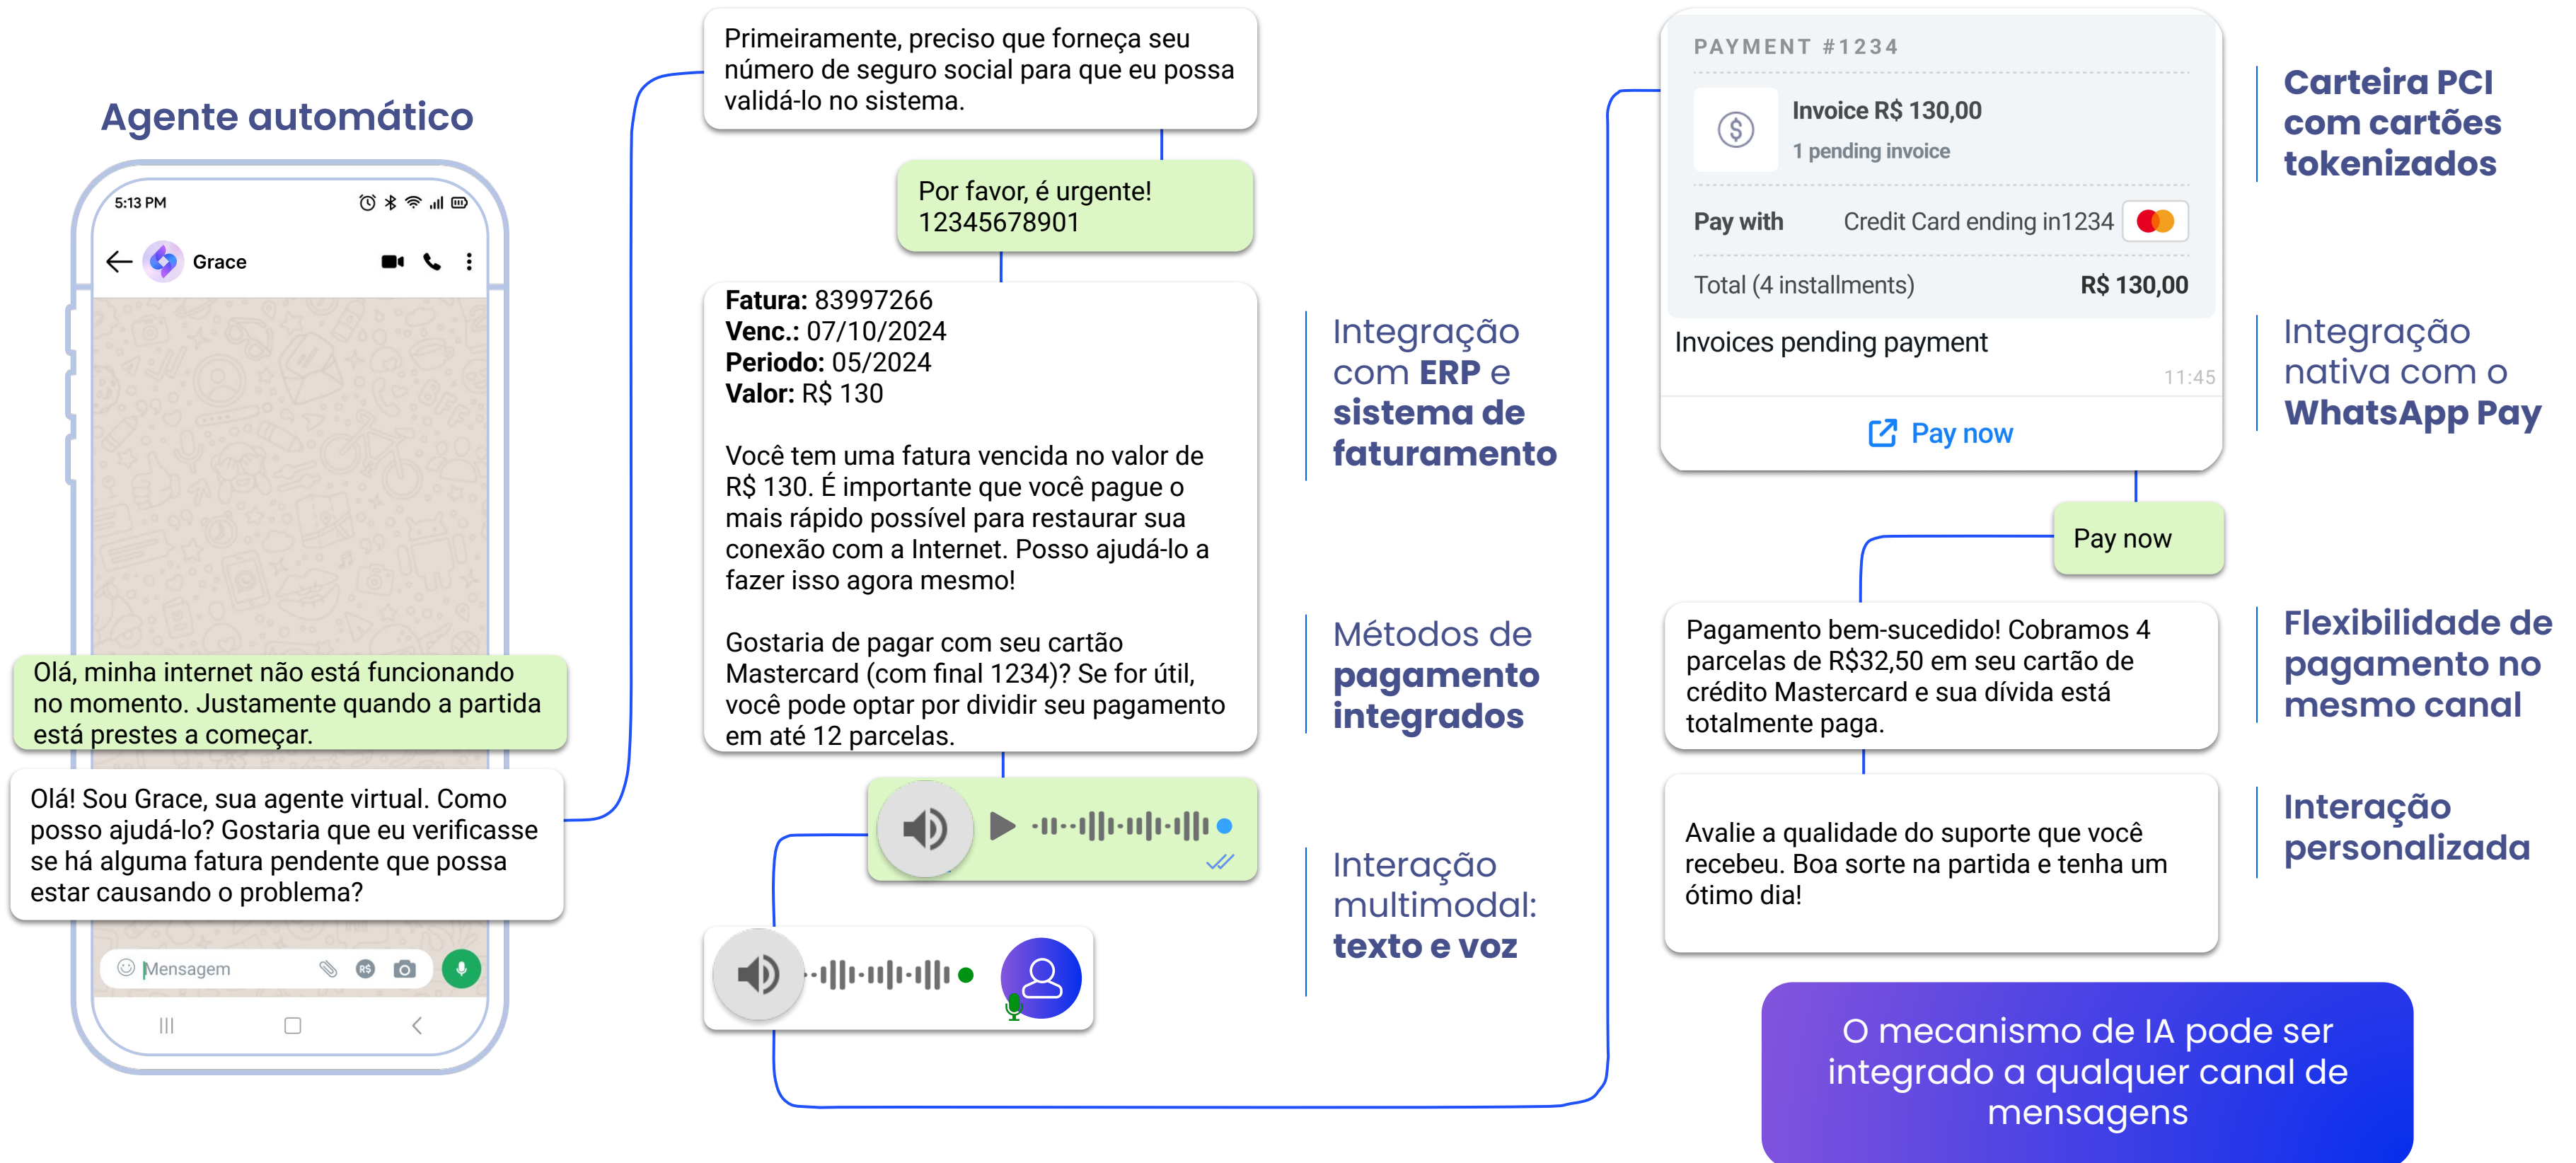 Agente automático
5:13 PM
Grace
Olá, minha internet não está funcionando
no momento. Justamente quando a partida
está prestes a começar.
Olá! Sou Grace, sua agente virtual. Como
posso ajudá-lo? Gostaria que eu verificasse
se há alguma fatura pendente que possa
estar causando o problema?
Mensagem
R$
Primeiramente, preciso que forneça seu
número de seguro social para que eu possa
validá-lo no sistema.
Por favor, é urgente!
12345678901
Fatura: 83997266
Venc.: 07/10/2024
Periodo: 05/2024
Valor: R$ 130
Você tem uma fatura vencida no valor de
R$ 130. É importante que você pague o
mais rápido possível para restaurar sua
conexão com a Internet. Posso ajudá-lo a
fazer isso agora mesmo!
Gostaria de pagar com seu cartão
Mastercard (com final 1234)? Se for útil,
você pode optar por dividir seu pagamento
em até 12 parcelas.
Integração
com ERP e
sistema de
faturamento
Métodos de
pagamento
integrados
Interação
multimodal:
texto e voz
PAYMENT #1234
Invoice R$ 130,00
1 pending invoice
Pay with Credit Card ending in1234
Total (4 installments) R$ 130,00
Invoices pending payment
11:45
Pay now
Pay now
Pagamento bem-sucedido! Cobramos 4
parcelas de R$32,50 em seu cartão de
crédito Mastercard e sua dívida está
totalmente paga.
Avalie a qualidade do suporte que você
recebeu. Boa sorte na partida e tenha um
ótimo dia!
Carteira PCI
com cartões
tokenizados
Integração
nativa com o
WhatsApp Pay
Flexibilidade de
pagamento no
mesmo canal
Interação
personalizada
O mecanismo de IA pode ser
integrado a qualquer canal de
mensagens